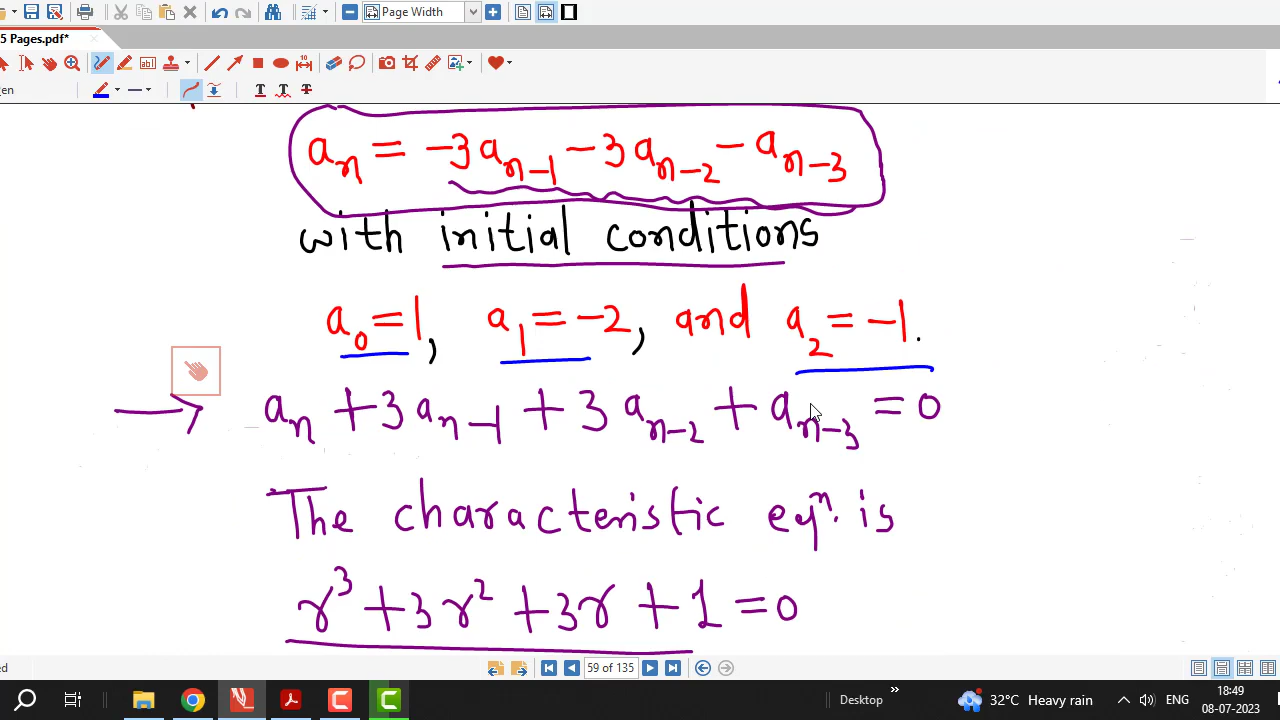 Page Width
5 Pages.pdf*
aₙ = -3aₙ₋₁ - 3aₙ₋₂ - aₙ₋₃
with initial conditions
a₀ = 1, a₁ = -2, and a₂ = -1.
→ aₙ + 3aₙ₋₁ + 3aₙ₋₂ + aₙ₋₃ = 0
The characteristic eqⁿ. is
r³ + 3r² + 3r + 1 = 0
59 of 135
Desktop
»
32°C Heavy rain
ENG
18:49
08-07-2023